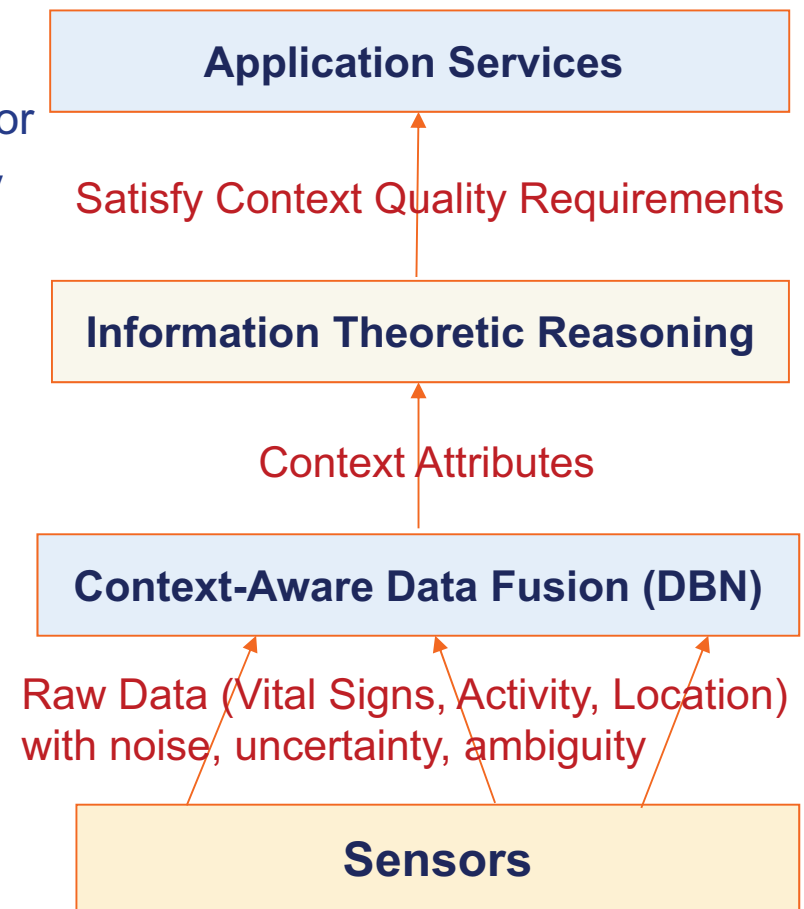 Application Services
or
Satisfy Context Quality Requirements
Information Theoretic Reasoning
Context Attributes
Context-Aware Data Fusion (DBN)
Raw Data (Vital Signs, Activity, Location)
with noise, uncertainty, ambiguity
Sensors